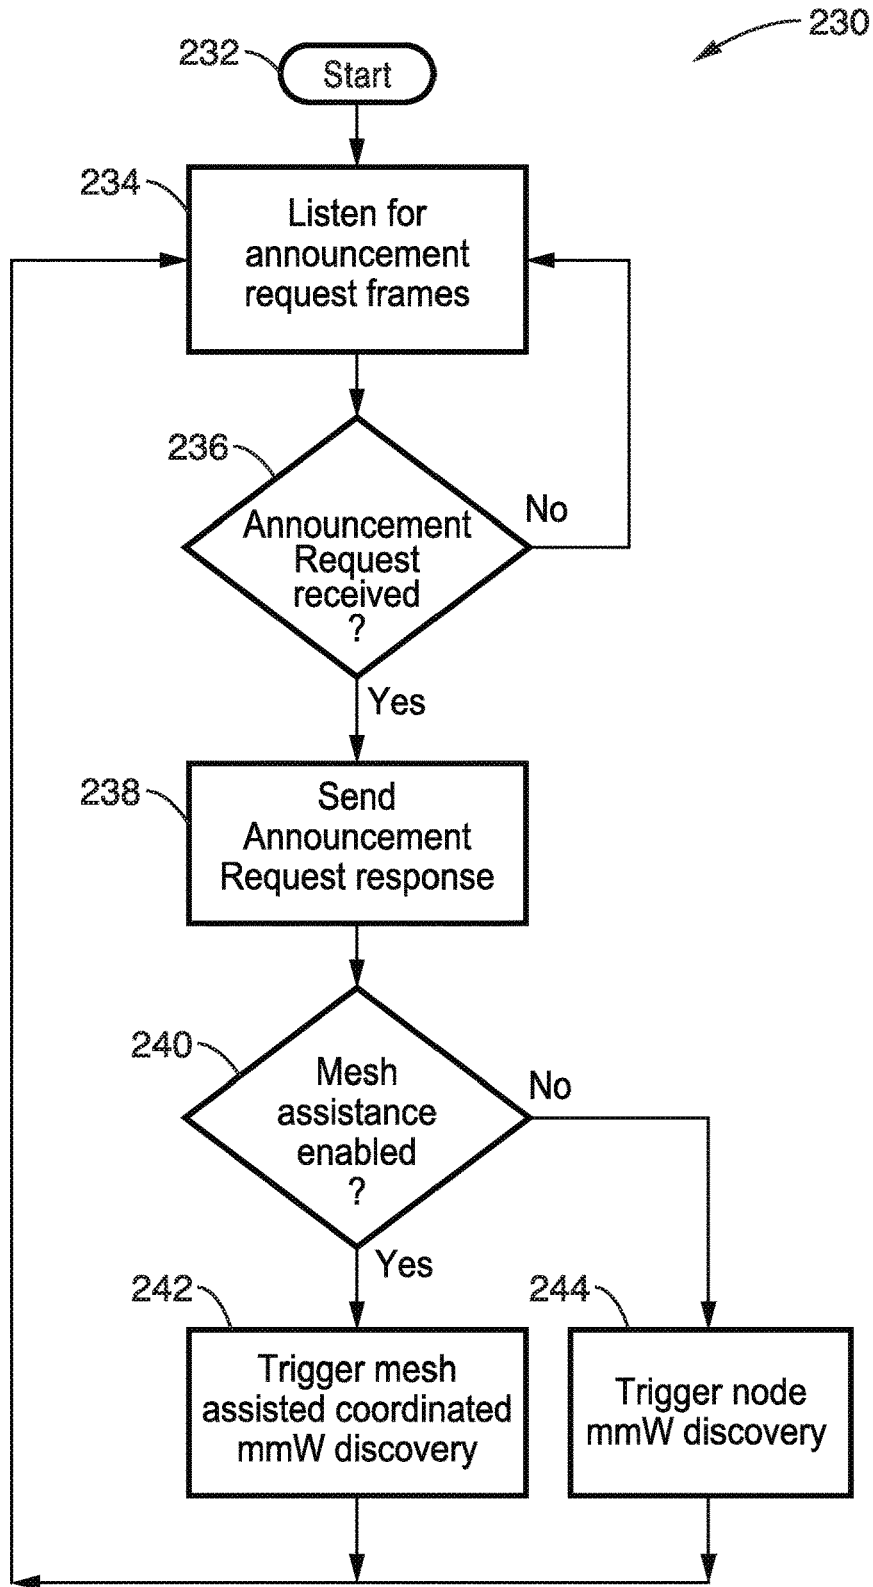 230
232
Start
234
Listen for
announcement
request frames
236
Announcement
Request
received
?
No
Yes
238
Send
Announcement
Request response
240
Mesh
assistance
enabled
?
No
Yes
242
Trigger mesh
assisted coordinated
mmW discovery
244
Trigger node
mmW discovery